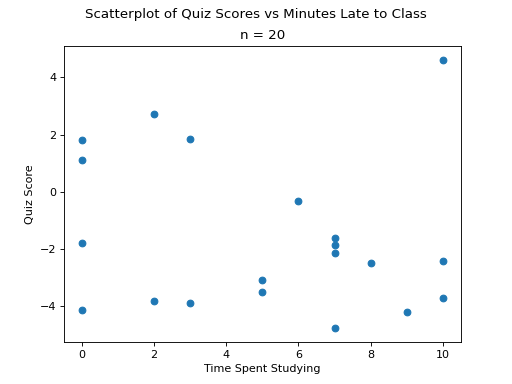 Scatterplot of Quiz Scores vs Minutes Late to Class
n = 20
4
2
0
−2
−4
Quiz Score
0 2 4 6 8 10
Time Spent Studying